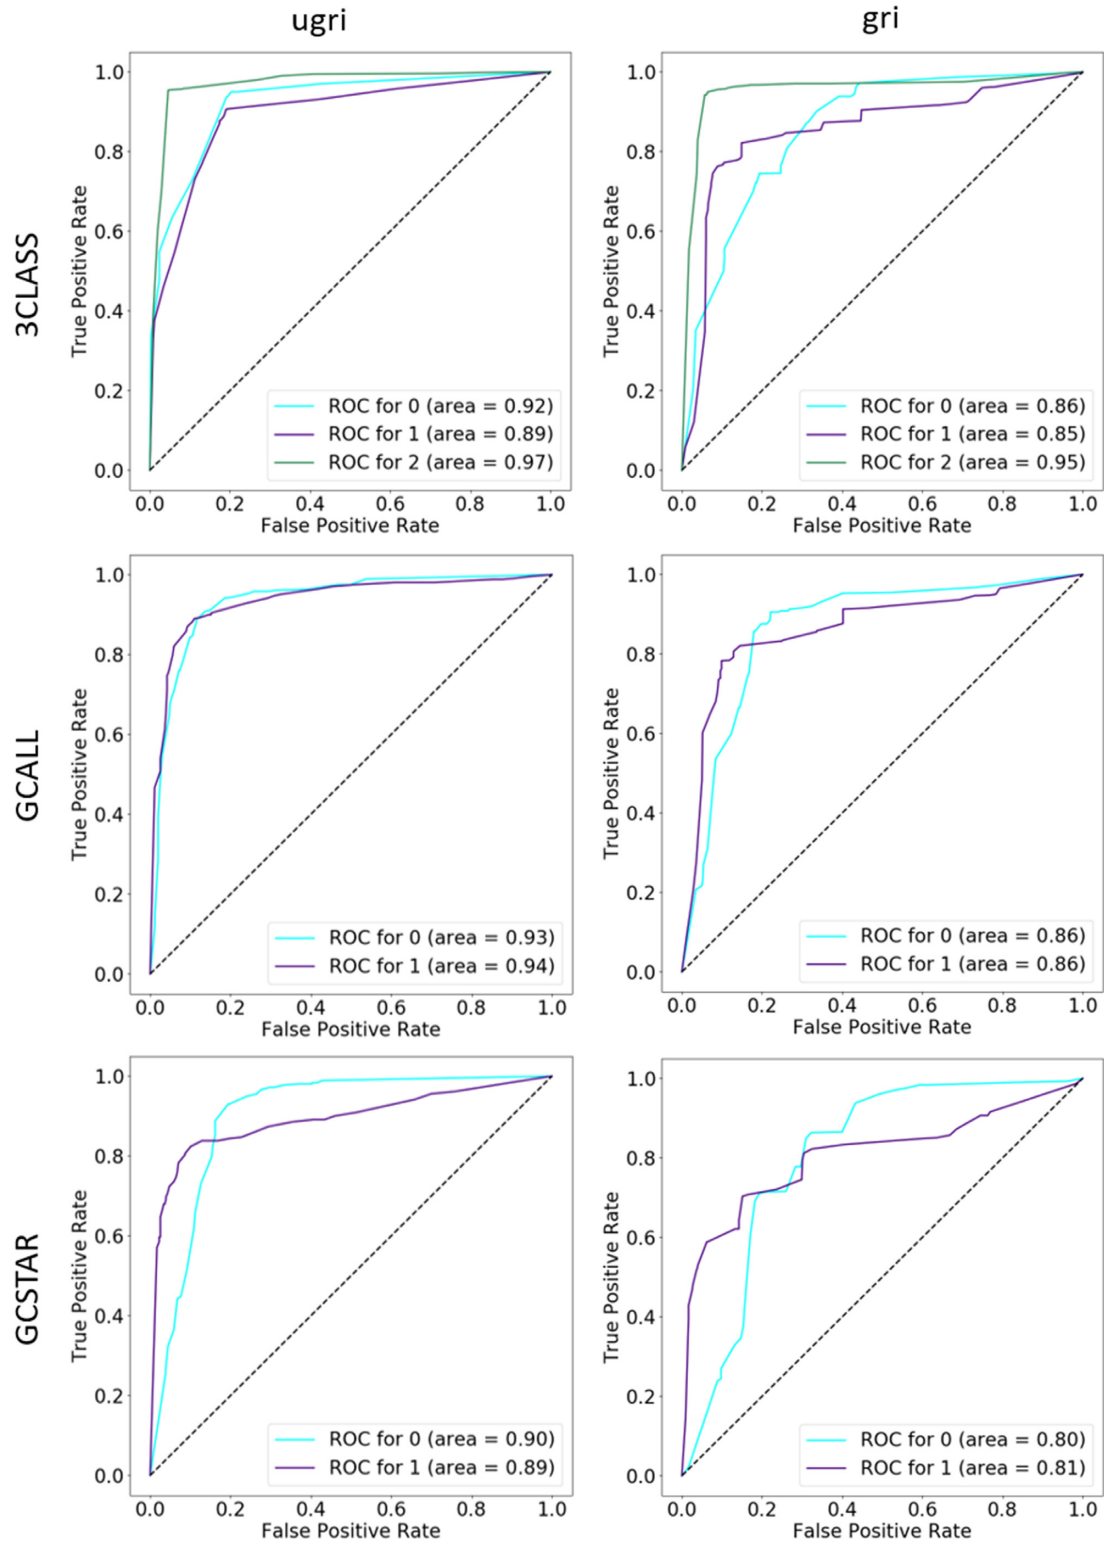 ugri
gri
3CLASS
True Positive Rate
1.0
0.8
0.6
0.4
0.2
0.0
ROC for 0 (area = 0.92)
ROC for 1 (area = 0.89)
ROC for 2 (area = 0.97)
0.0 0.2 0.4 0.6 0.8 1.0
False Positive Rate
True Positive Rate
1.0
0.8
0.6
0.4
0.2
0.0
ROC for 0 (area = 0.86)
ROC for 1 (area = 0.85)
ROC for 2 (area = 0.95)
0.0 0.2 0.4 0.6 0.8 1.0
False Positive Rate
GCALL
True Positive Rate
1.0
0.8
0.6
0.4
0.2
0.0
ROC for 0 (area = 0.93)
ROC for 1 (area = 0.94)
0.0 0.2 0.4 0.6 0.8 1.0
False Positive Rate
True Positive Rate
1.0
0.8
0.6
0.4
0.2
0.0
ROC for 0 (area = 0.86)
ROC for 1 (area = 0.86)
0.0 0.2 0.4 0.6 0.8 1.0
False Positive Rate
GCSTAR
True Positive Rate
1.0
0.8
0.6
0.4
0.2
0.0
ROC for 0 (area = 0.90)
ROC for 1 (area = 0.89)
0.0 0.2 0.4 0.6 0.8 1.0
False Positive Rate
True Positive Rate
1.0
0.8
0.6
0.4
0.2
0.0
ROC for 0 (area = 0.80)
ROC for 1 (area = 0.81)
0.0 0.2 0.4 0.6 0.8 1.0
False Positive Rate